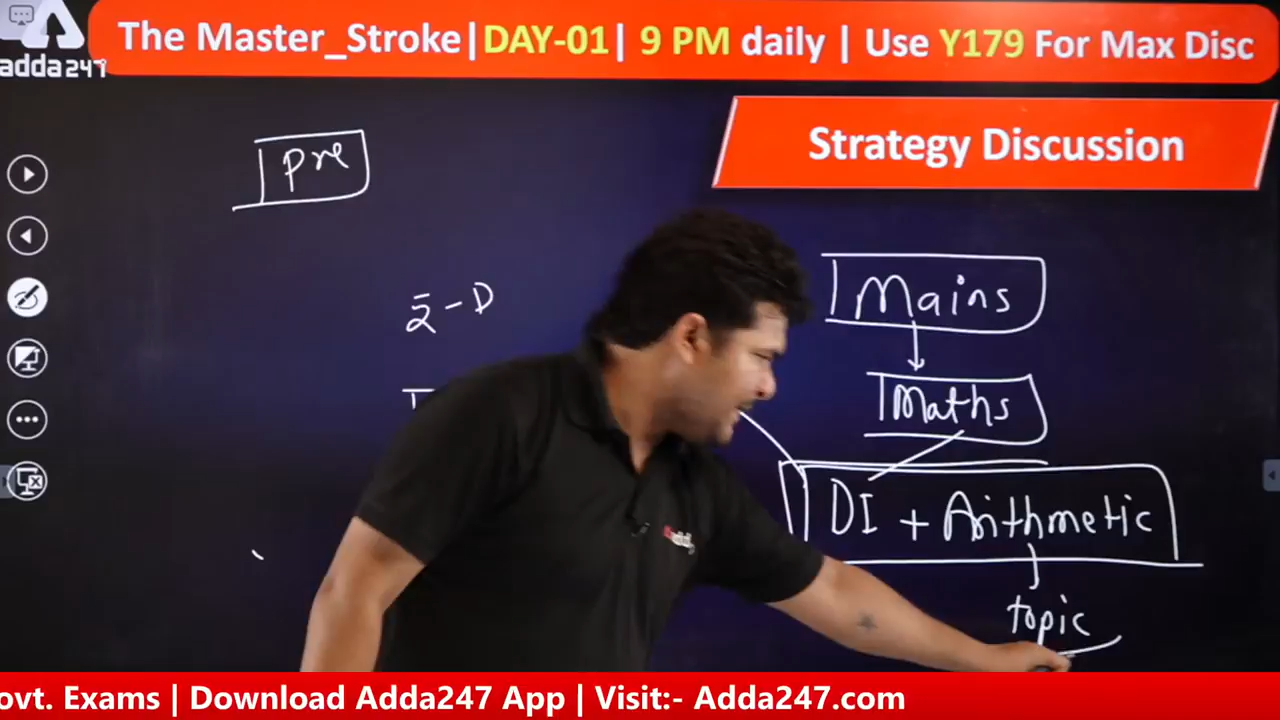 The Master_Stroke|DAY-01| 9 PM daily | Use Y179 For Max Disc
adda247
Strategy Discussion
Pre
2-D
Mains
Maths
DI + Arithmetic
topic
ovt. Exams | Download Adda247 App | Visit:- Adda247.com